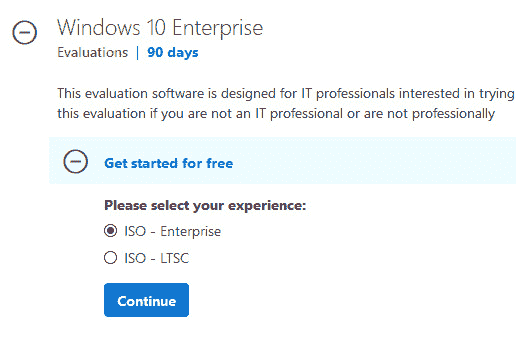 Windows 10 Enterprise
Evaluations | 90 days
This evaluation software is designed for IT professionals interested in trying
this evaluation if you are not an IT professional or are not professionally
Get started for free
Please select your experience:
ISO - Enterprise
ISO - LTSC
Continue